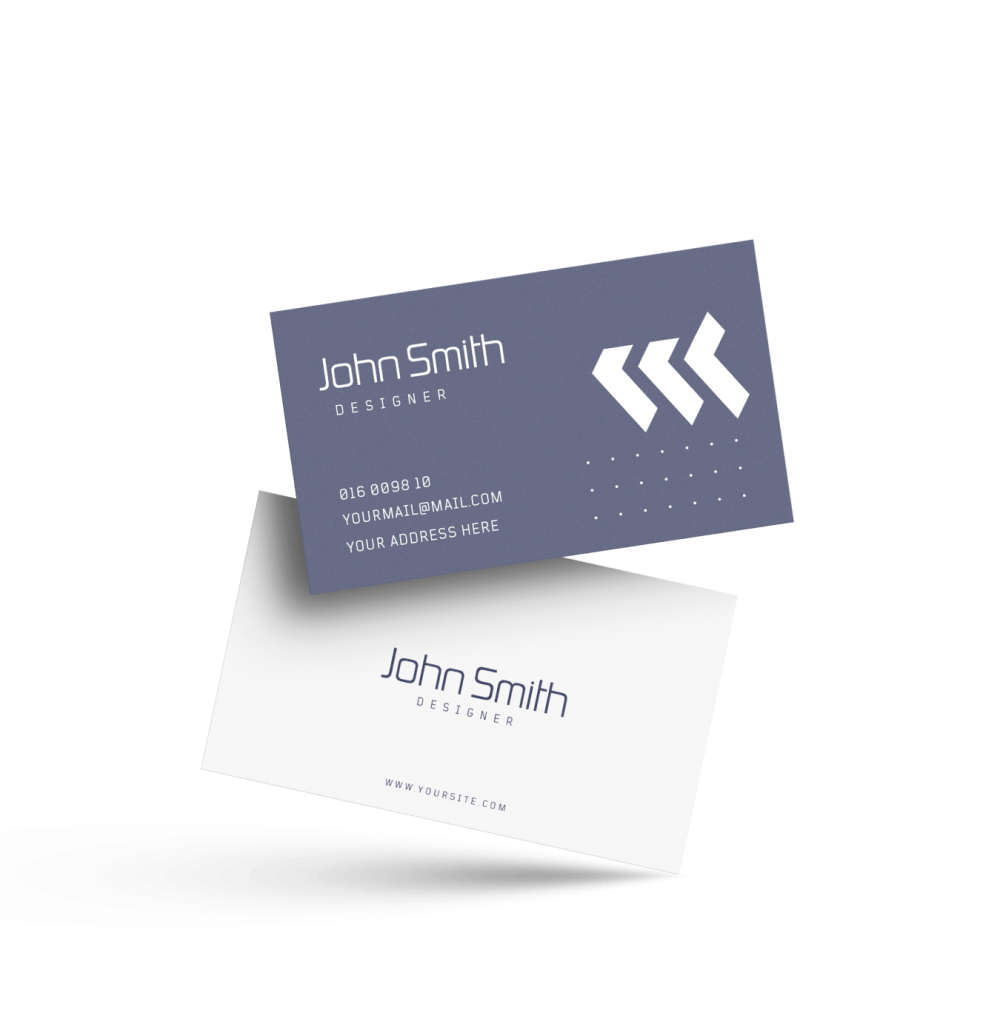 John Smith
DESIGNER
016 0098 10
YOURMAIL@MAIL.COM
YOUR ADDRESS HERE
John Smith
DESIGNER
WWW.YOURSITE.COM